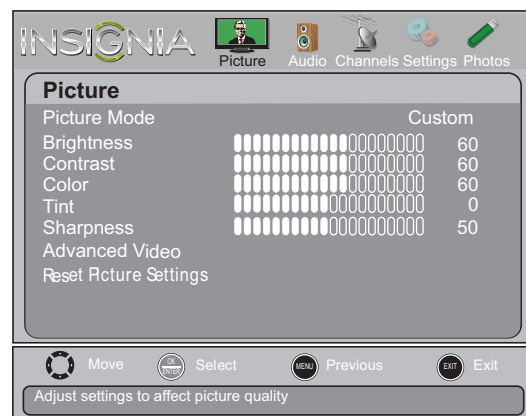 INSIGNIA
Picture Audio Channels Settings Photos
Picture
Picture Mode Custom
Brightness 60
Contrast 60
Color 60
Tint 0
Sharpness 50
Advanced Video
Reset Picture Settings
Move OK ENTER Select MENU Previous EXIT Exit
Adjust settings to affect picture quality